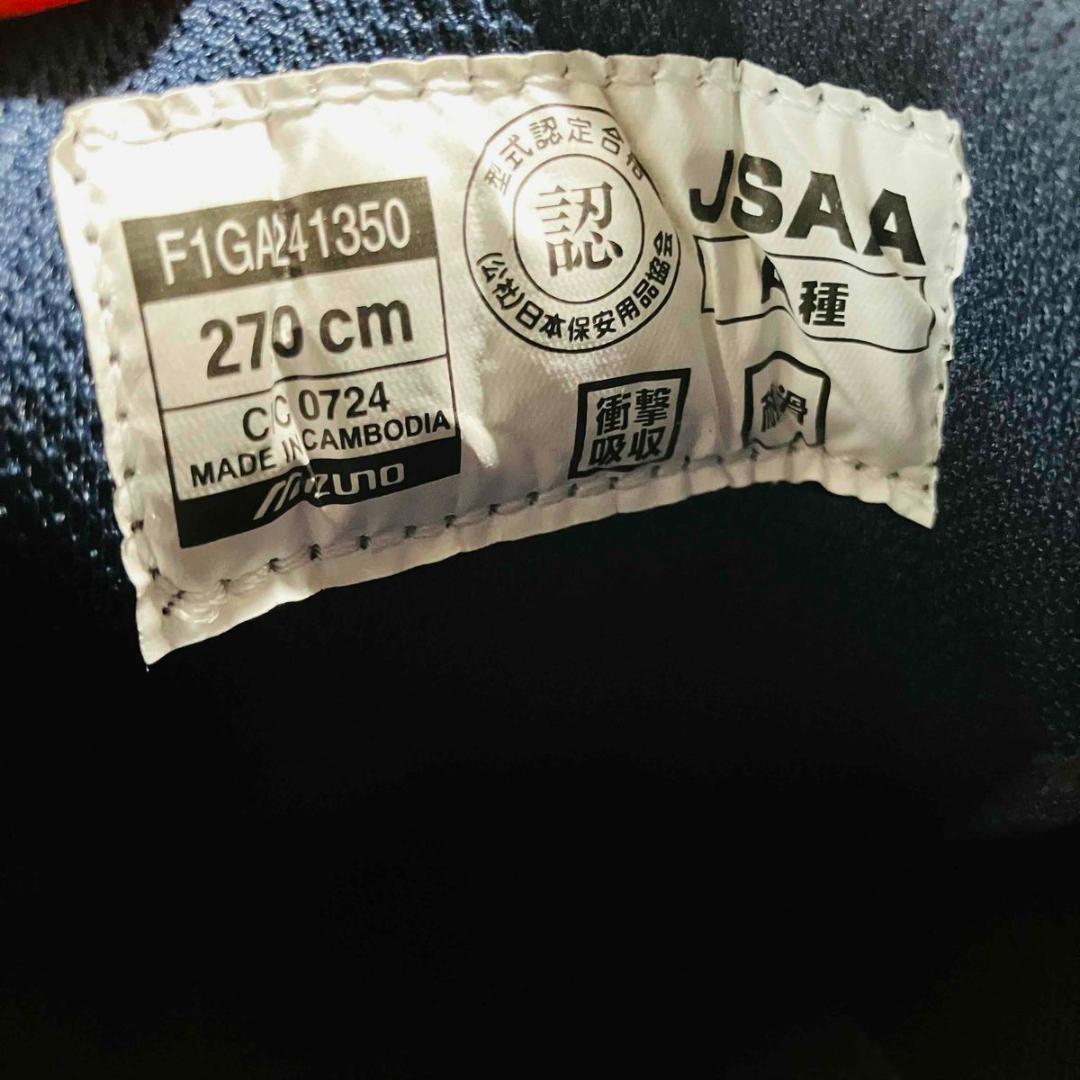 F1GA241350
270 cm
C/C 0724
MADE IN CAMBODIA
MIZUNO
型式認定合格
認
(公社)日本保安用品協会
JSAA
種
衝撃
吸収